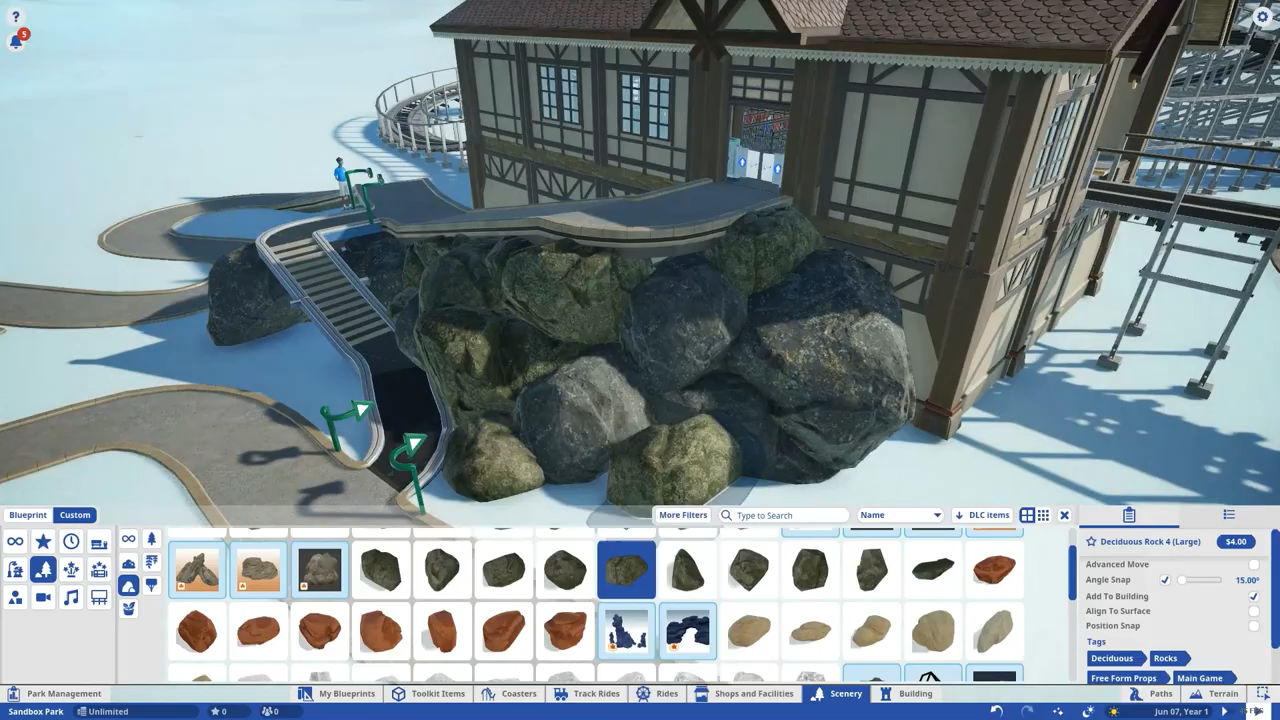 ?
5
Blueprint Custom More Filters Type to Search Name DLC items
Deciduous Rock 4 (Large) $4.00
Advanced Move
Angle Snap 15.00°
Add To Building
Align To Surface
Position Snap
Tags
Deciduous Rocks
Free Form Props Main Game
Park Management My Blueprints Toolkit Items Coasters Track Rides Rides Shops and Facilities Scenery Building Paths Terrain
Sandbox Park Unlimited 0 0 Jun 07, Year 1